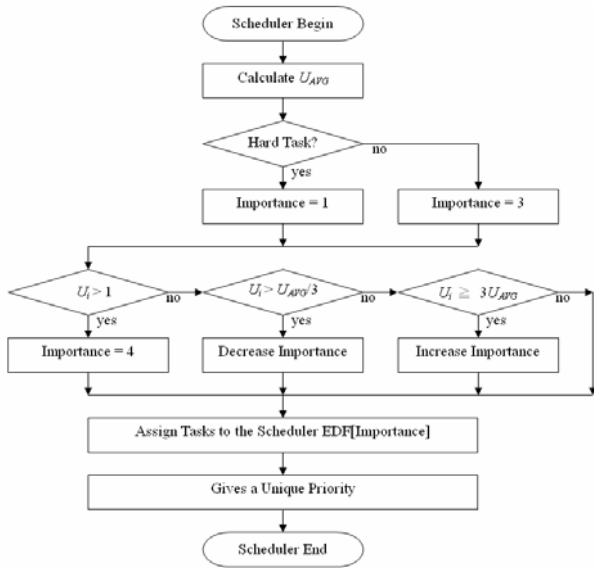 Scheduler Begin
Calculate U_AVG
Hard Task?
no
yes
Importance = 1
Importance = 3
U_i > 1
no
U_i > U_AVG/3
no
U_i ≧ 3U_AVG
no
yes
yes
yes
Importance = 4
Decrease Importance
Increase Importance
Assign Tasks to the Scheduler EDF[Importance]
Gives a Unique Priority
Scheduler End